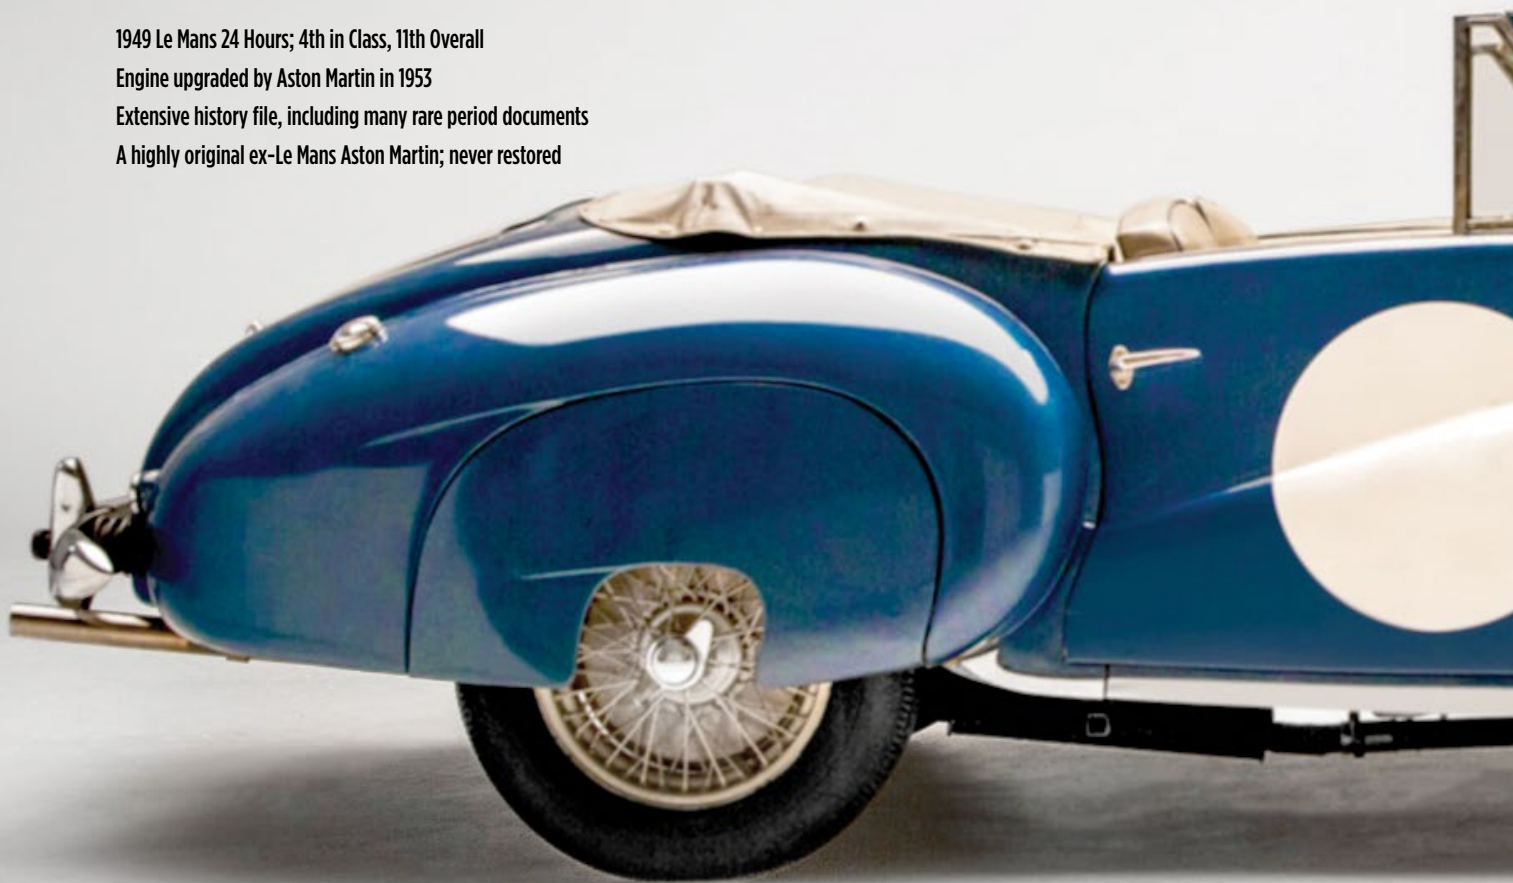 1949 Le Mans 24 Hours; 4th in Class, 11th Overall
Engine upgraded by Aston Martin in 1953
Extensive history file, including many rare period documents
A highly original ex-Le Mans Aston Martin; never restored